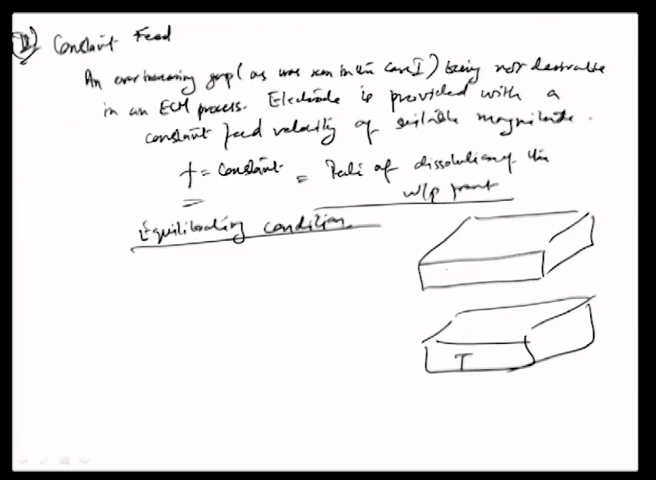 II) Constant Feed
An ever increasing gap (as was seen in the Case I) being not desirable
in an ECM process. Electrode is provided with a
constant feed velocity of suitable magnitude.
f = Constant = Rate of dissolution of the
w/p front
Equilibrating condition
T